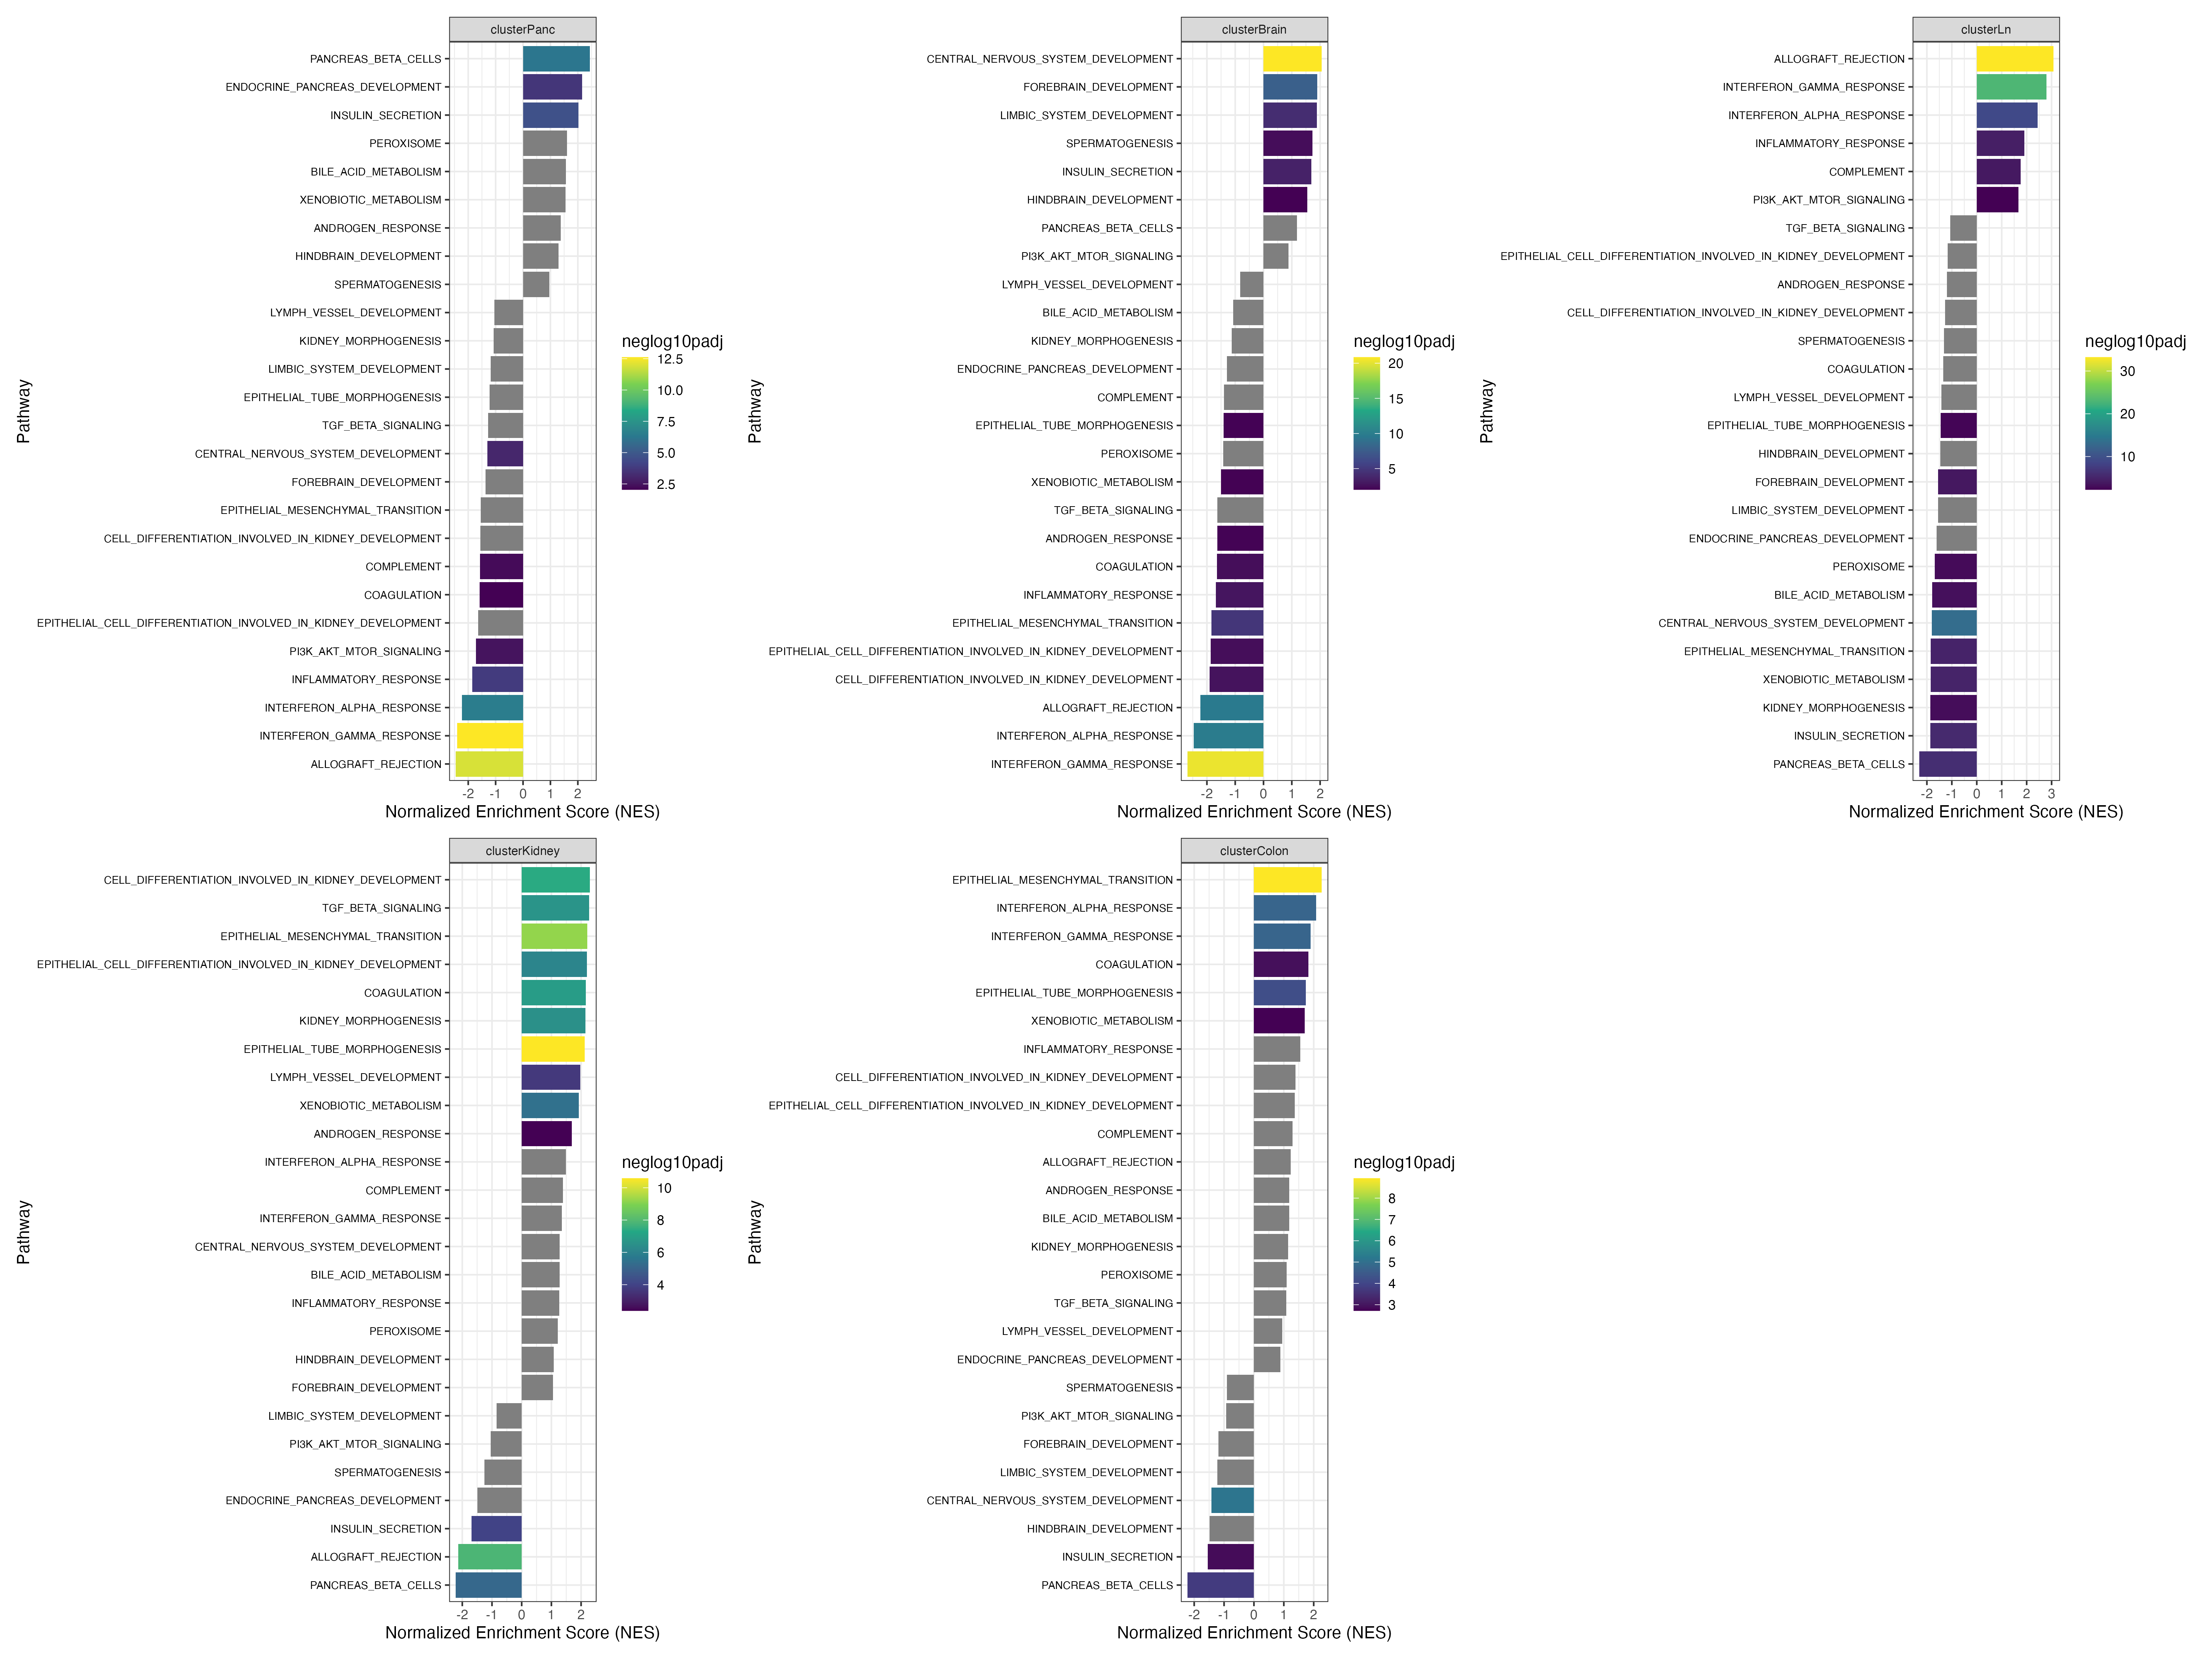 clusterPanc
PANCREAS_BETA_CELLS
ENDOCRINE_PANCREAS_DEVELOPMENT
INSULIN_SECRETION
PEROXISOME
BILE_ACID_METABOLISM
XENOBIOTIC_METABOLISM
ANDROGEN_RESPONSE
HINDBRAIN_DEVELOPMENT
SPERMATOGENESIS
LYMPH_VESSEL_DEVELOPMENT
KIDNEY_MORPHOGENESIS
LIMBIC_SYSTEM_DEVELOPMENT
EPITHELIAL_TUBE_MORPHOGENESIS
TGF_BETA_SIGNALING
CENTRAL_NERVOUS_SYSTEM_DEVELOPMENT
FOREBRAIN_DEVELOPMENT
EPITHELIAL_MESENCHYMAL_TRANSITION
CELL_DIFFERENTIATION_INVOLVED_IN_KIDNEY_DEVELOPMENT
COMPLEMENT
COAGULATION
EPITHELIAL_CELL_DIFFERENTIATION_INVOLVED_IN_KIDNEY_DEVELOPMENT
PI3K_AKT_MTOR_SIGNALING
INFLAMMATORY_RESPONSE
INTERFERON_ALPHA_RESPONSE
INTERFERON_GAMMA_RESPONSE
ALLOGRAFT_REJECTION
-2 -1 0 1 2
Normalized Enrichment Score (NES)
Pathway
neglog10padj
12.5
10.0
7.5
5.0
2.5
clusterBrain
CENTRAL_NERVOUS_SYSTEM_DEVELOPMENT
FOREBRAIN_DEVELOPMENT
LIMBIC_SYSTEM_DEVELOPMENT
SPERMATOGENESIS
INSULIN_SECRETION
HINDBRAIN_DEVELOPMENT
PANCREAS_BETA_CELLS
PI3K_AKT_MTOR_SIGNALING
LYMPH_VESSEL_DEVELOPMENT
BILE_ACID_METABOLISM
KIDNEY_MORPHOGENESIS
ENDOCRINE_PANCREAS_DEVELOPMENT
COMPLEMENT
EPITHELIAL_TUBE_MORPHOGENESIS
PEROXISOME
XENOBIOTIC_METABOLISM
TGF_BETA_SIGNALING
ANDROGEN_RESPONSE
COAGULATION
INFLAMMATORY_RESPONSE
EPITHELIAL_MESENCHYMAL_TRANSITION
EPITHELIAL_CELL_DIFFERENTIATION_INVOLVED_IN_KIDNEY_DEVELOPMENT
CELL_DIFFERENTIATION_INVOLVED_IN_KIDNEY_DEVELOPMENT
ALLOGRAFT_REJECTION
INTERFERON_ALPHA_RESPONSE
INTERFERON_GAMMA_RESPONSE
-2 -1 0 1 2
Normalized Enrichment Score (NES)
Pathway
neglog10padj
20
15
10
5
clusterLn
ALLOGRAFT_REJECTION
INTERFERON_GAMMA_RESPONSE
INTERFERON_ALPHA_RESPONSE
INFLAMMATORY_RESPONSE
COMPLEMENT
PI3K_AKT_MTOR_SIGNALING
TGF_BETA_SIGNALING
EPITHELIAL_CELL_DIFFERENTIATION_INVOLVED_IN_KIDNEY_DEVELOPMENT
ANDROGEN_RESPONSE
CELL_DIFFERENTIATION_INVOLVED_IN_KIDNEY_DEVELOPMENT
SPERMATOGENESIS
COAGULATION
LYMPH_VESSEL_DEVELOPMENT
EPITHELIAL_TUBE_MORPHOGENESIS
HINDBRAIN_DEVELOPMENT
FOREBRAIN_DEVELOPMENT
LIMBIC_SYSTEM_DEVELOPMENT
ENDOCRINE_PANCREAS_DEVELOPMENT
PEROXISOME
BILE_ACID_METABOLISM
CENTRAL_NERVOUS_SYSTEM_DEVELOPMENT
EPITHELIAL_MESENCHYMAL_TRANSITION
XENOBIOTIC_METABOLISM
KIDNEY_MORPHOGENESIS
INSULIN_SECRETION
PANCREAS_BETA_CELLS
-2 -1 0 1 2 3
Normalized Enrichment Score (NES)
Pathway
neglog10padj
30
20
10
clusterKidney
CELL_DIFFERENTIATION_INVOLVED_IN_KIDNEY_DEVELOPMENT
TGF_BETA_SIGNALING
EPITHELIAL_MESENCHYMAL_TRANSITION
EPITHELIAL_CELL_DIFFERENTIATION_INVOLVED_IN_KIDNEY_DEVELOPMENT
COAGULATION
KIDNEY_MORPHOGENESIS
EPITHELIAL_TUBE_MORPHOGENESIS
LYMPH_VESSEL_DEVELOPMENT
XENOBIOTIC_METABOLISM
ANDROGEN_RESPONSE
INTERFERON_ALPHA_RESPONSE
COMPLEMENT
INTERFERON_GAMMA_RESPONSE
CENTRAL_NERVOUS_SYSTEM_DEVELOPMENT
BILE_ACID_METABOLISM
INFLAMMATORY_RESPONSE
PEROXISOME
HINDBRAIN_DEVELOPMENT
FOREBRAIN_DEVELOPMENT
LIMBIC_SYSTEM_DEVELOPMENT
PI3K_AKT_MTOR_SIGNALING
SPERMATOGENESIS
ENDOCRINE_PANCREAS_DEVELOPMENT
INSULIN_SECRETION
ALLOGRAFT_REJECTION
PANCREAS_BETA_CELLS
-2 -1 0 1 2
Normalized Enrichment Score (NES)
Pathway
neglog10padj
10
8
6
4
clusterColon
EPITHELIAL_MESENCHYMAL_TRANSITION
INTERFERON_ALPHA_RESPONSE
INTERFERON_GAMMA_RESPONSE
COAGULATION
EPITHELIAL_TUBE_MORPHOGENESIS
XENOBIOTIC_METABOLISM
INFLAMMATORY_RESPONSE
CELL_DIFFERENTIATION_INVOLVED_IN_KIDNEY_DEVELOPMENT
EPITHELIAL_CELL_DIFFERENTIATION_INVOLVED_IN_KIDNEY_DEVELOPMENT
COMPLEMENT
ALLOGRAFT_REJECTION
ANDROGEN_RESPONSE
BILE_ACID_METABOLISM
KIDNEY_MORPHOGENESIS
PEROXISOME
TGF_BETA_SIGNALING
LYMPH_VESSEL_DEVELOPMENT
ENDOCRINE_PANCREAS_DEVELOPMENT
SPERMATOGENESIS
PI3K_AKT_MTOR_SIGNALING
FOREBRAIN_DEVELOPMENT
LIMBIC_SYSTEM_DEVELOPMENT
CENTRAL_NERVOUS_SYSTEM_DEVELOPMENT
HINDBRAIN_DEVELOPMENT
INSULIN_SECRETION
PANCREAS_BETA_CELLS
-2 -1 0 1 2
Normalized Enrichment Score (NES)
Pathway
neglog10padj
8
7
6
5
4
3